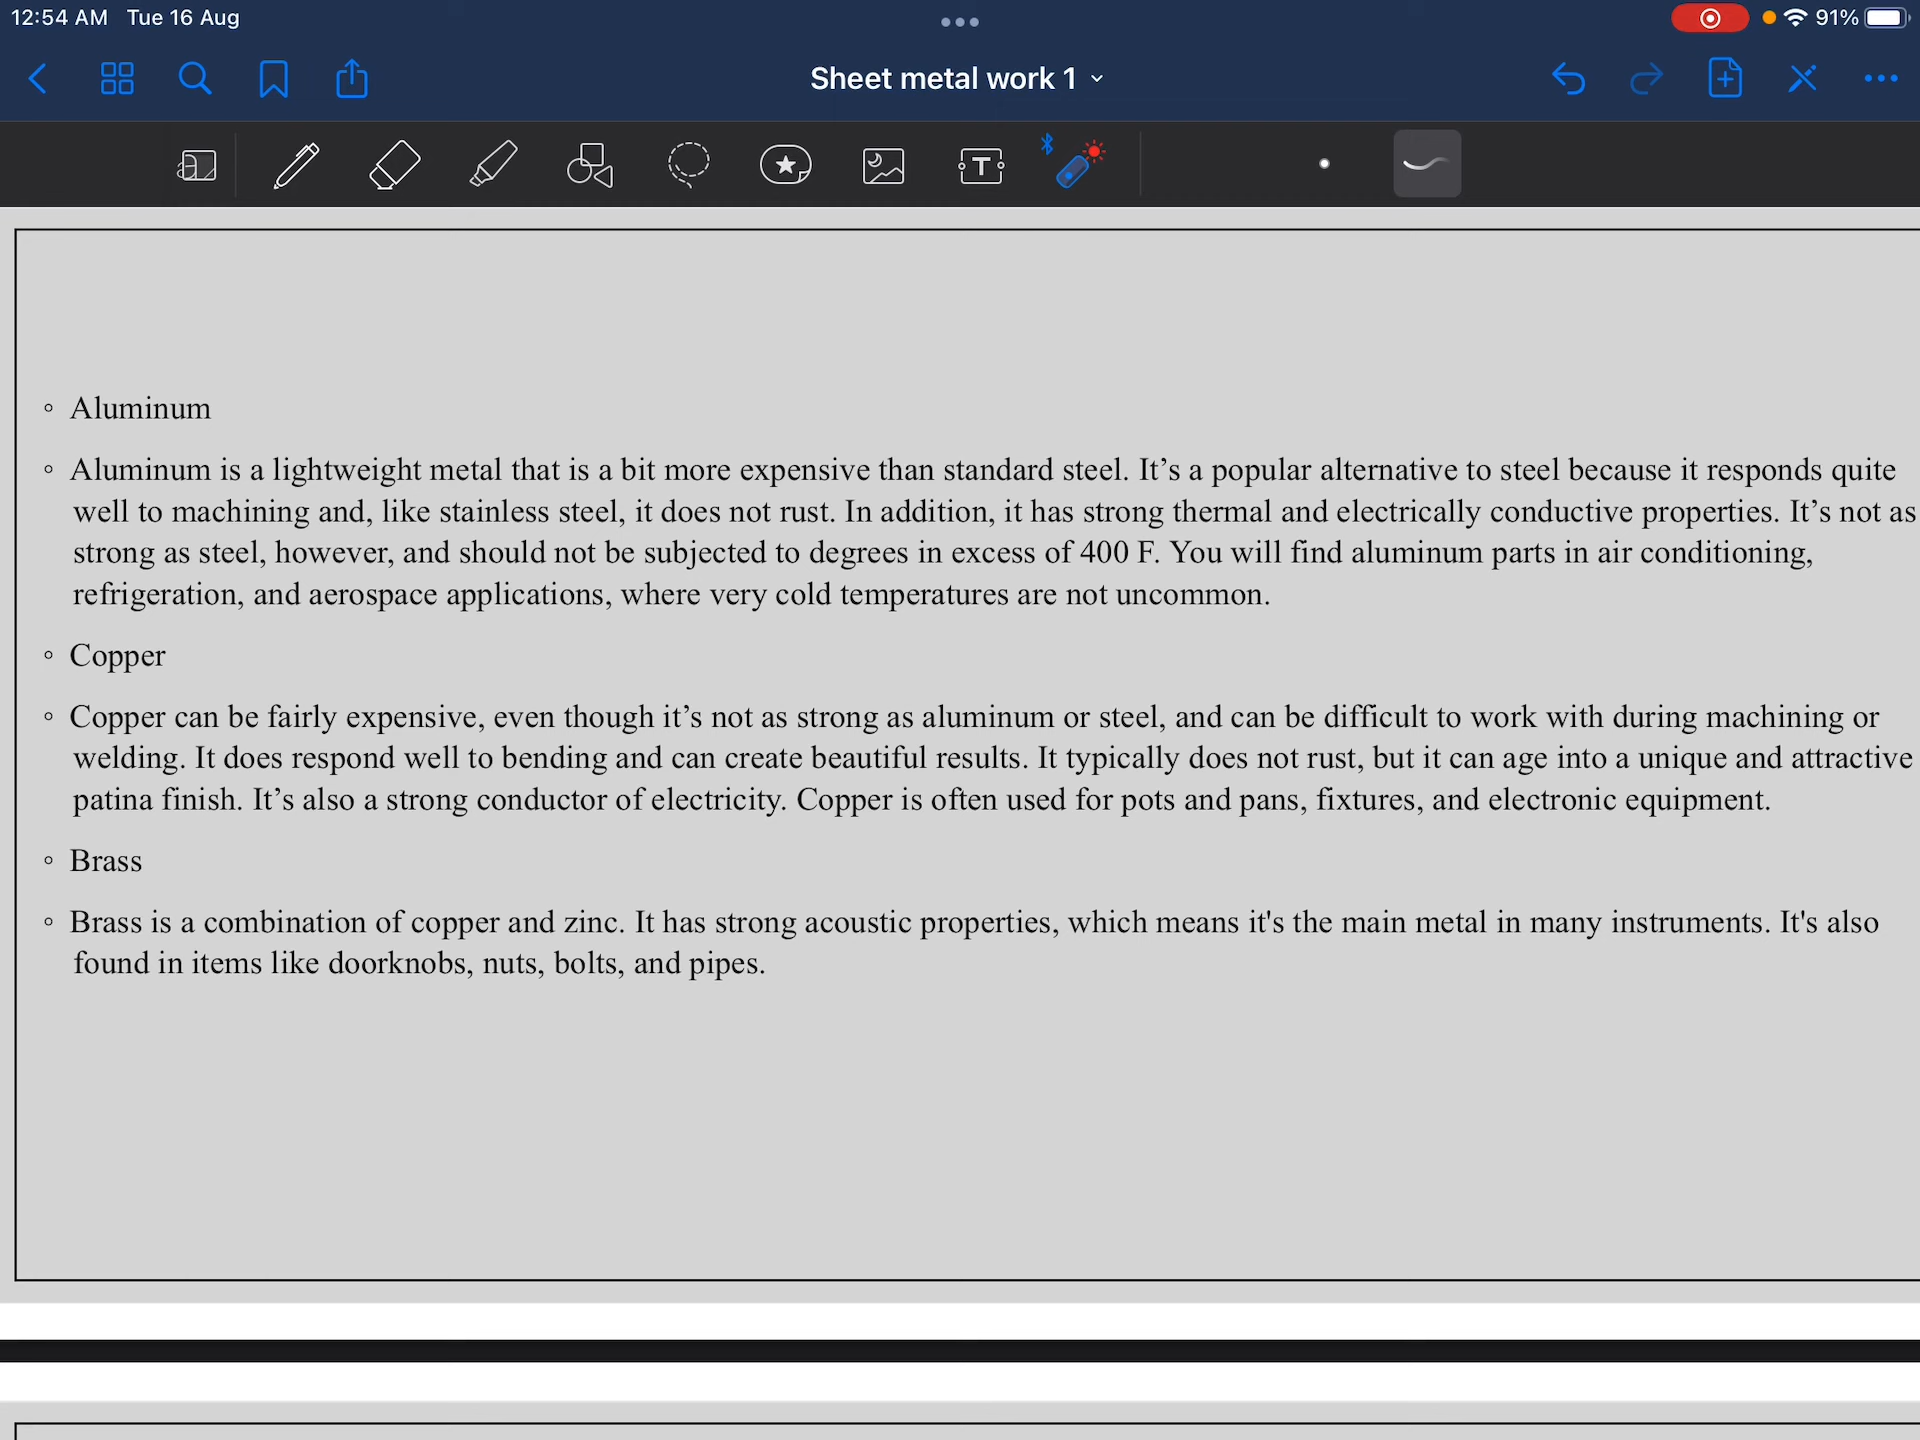 12:54 AM Tue 16 Aug
91%
Sheet metal work 1
T
Aluminum
Aluminum is a lightweight metal that is a bit more expensive than standard steel. It’s a popular alternative to steel because it responds quite
well to machining and, like stainless steel, it does not rust. In addition, it has strong thermal and electrically conductive properties. It’s not as
strong as steel, however, and should not be subjected to degrees in excess of 400 F. You will find aluminum parts in air conditioning,
refrigeration, and aerospace applications, where very cold temperatures are not uncommon.
Copper
Copper can be fairly expensive, even though it’s not as strong as aluminum or steel, and can be difficult to work with during machining or
welding. It does respond well to bending and can create beautiful results. It typically does not rust, but it can age into a unique and attractive
patina finish. It’s also a strong conductor of electricity. Copper is often used for pots and pans, fixtures, and electronic equipment.
Brass
Brass is a combination of copper and zinc. It has strong acoustic properties, which means it's the main metal in many instruments. It's also
found in items like doorknobs, nuts, bolts, and pipes.